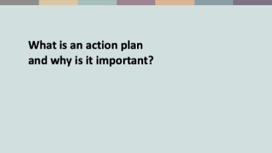 What is an action plan
and why is it important?